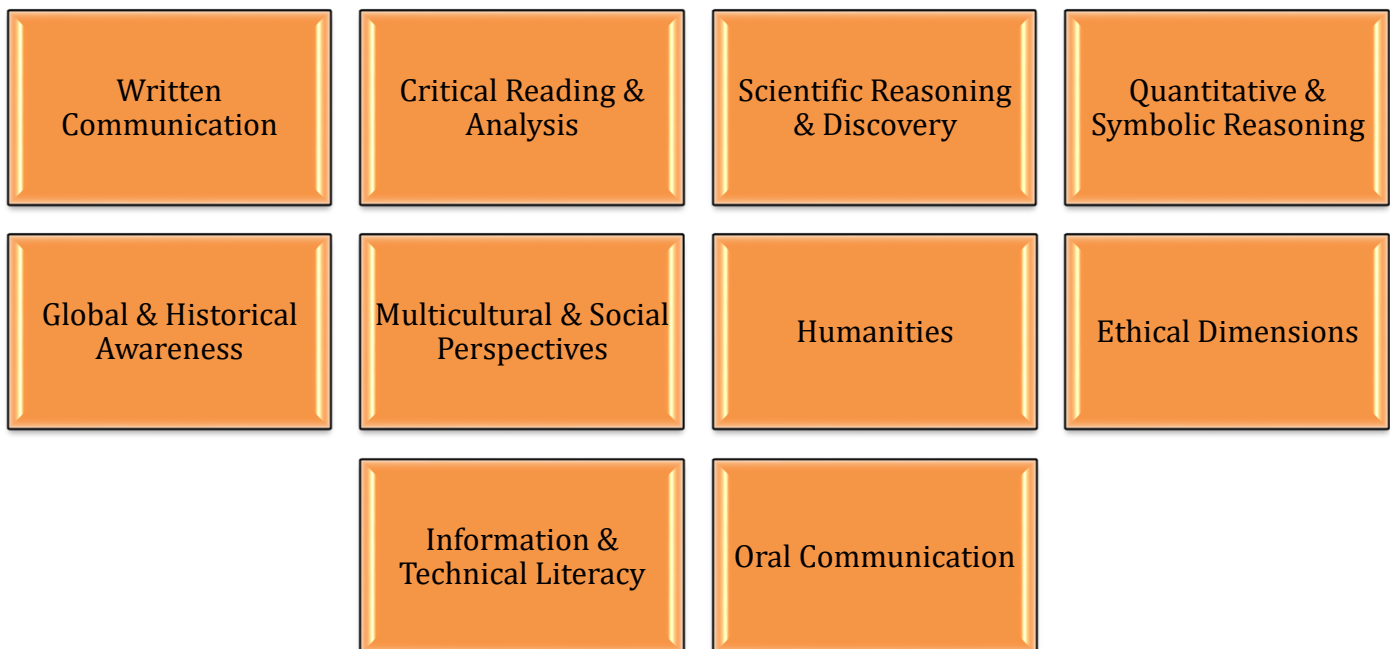 Written
Communication
Critical Reading &
Analysis
Scientific Reasoning
& Discovery
Quantitative &
Symbolic Reasoning
Global & Historical
Awareness
Multicultural & Social
Perspectives
Humanities
Ethical Dimensions
Information &
Technical Literacy
Oral Communication